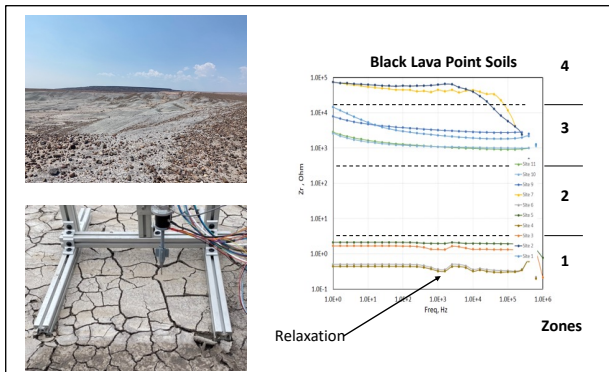 Black Lava Point Soils
4
3
2
1
Zones
1.0E+5
1.0E+4
1.0E+3
1.0E+2
1.0E+1
1.0E+0
1.0E-1
Zr , Ohm
1.0E+0
1.0E+1
1.0E+2
1.0E+3
1.0E+4
1.0E+5
1.0E+6
Freq, Hz
Site 11
Site 10
Site 9
Site 7
Site 6
Site 5
Site 4
Site 3
Site 2
Site 1
Relaxation